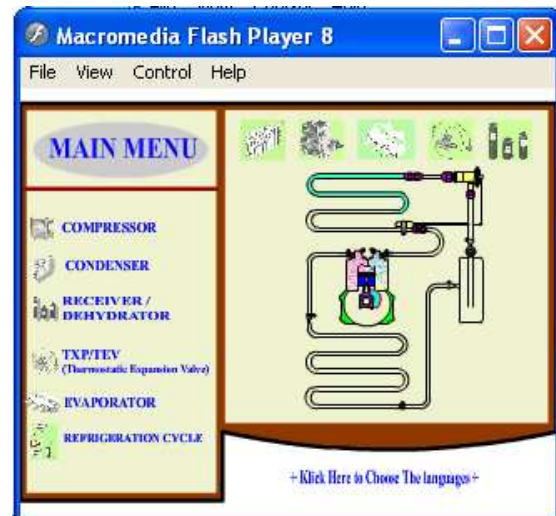 Macromedia Flash Player 8
File View Control Help
MAIN MENU
COMPRESSOR
CONDENSER
RECEIVER /
DEHYDRATOR
TXP/TEV
(Thermostatic Expansion Valve)
EVAPORATOR
REFRIGERATION CYCLE
÷ Klick Here to Choose The languages ÷